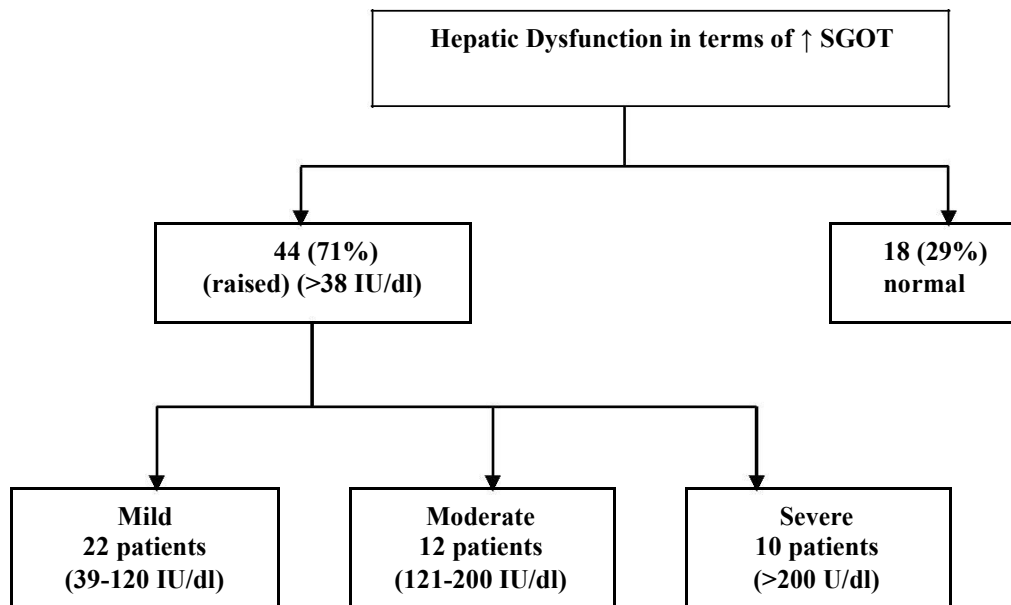 Hepatic Dysfunction in terms of ↑ SGOT
44 (71%)
(raised) (>38 IU/dl)
18 (29%)
normal
Mild
22 patients
(39-120 IU/dl)
Moderate
12 patients
(121-200 IU/dl)
Severe
10 patients
(>200 U/dl)